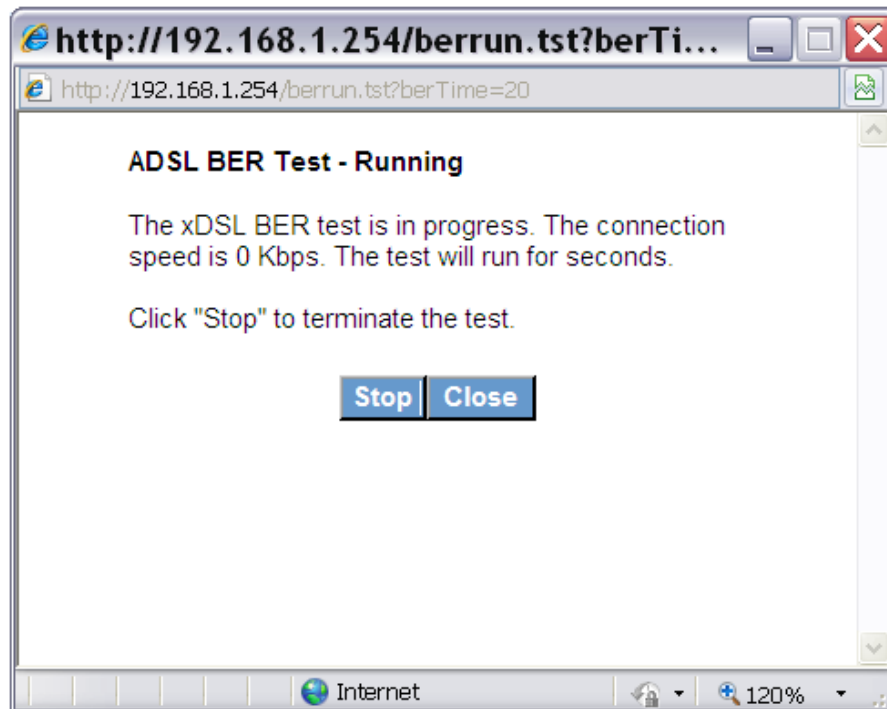 http://192.168.1.254/berrun.tst?berTi...
http://192.168.1.254/berrun.tst?berTime=20
ADSL BER Test - Running
The xDSL BER test is in progress. The connection
speed is 0 Kbps. The test will run for seconds.
Click "Stop" to terminate the test.
Stop Close
Internet 120%